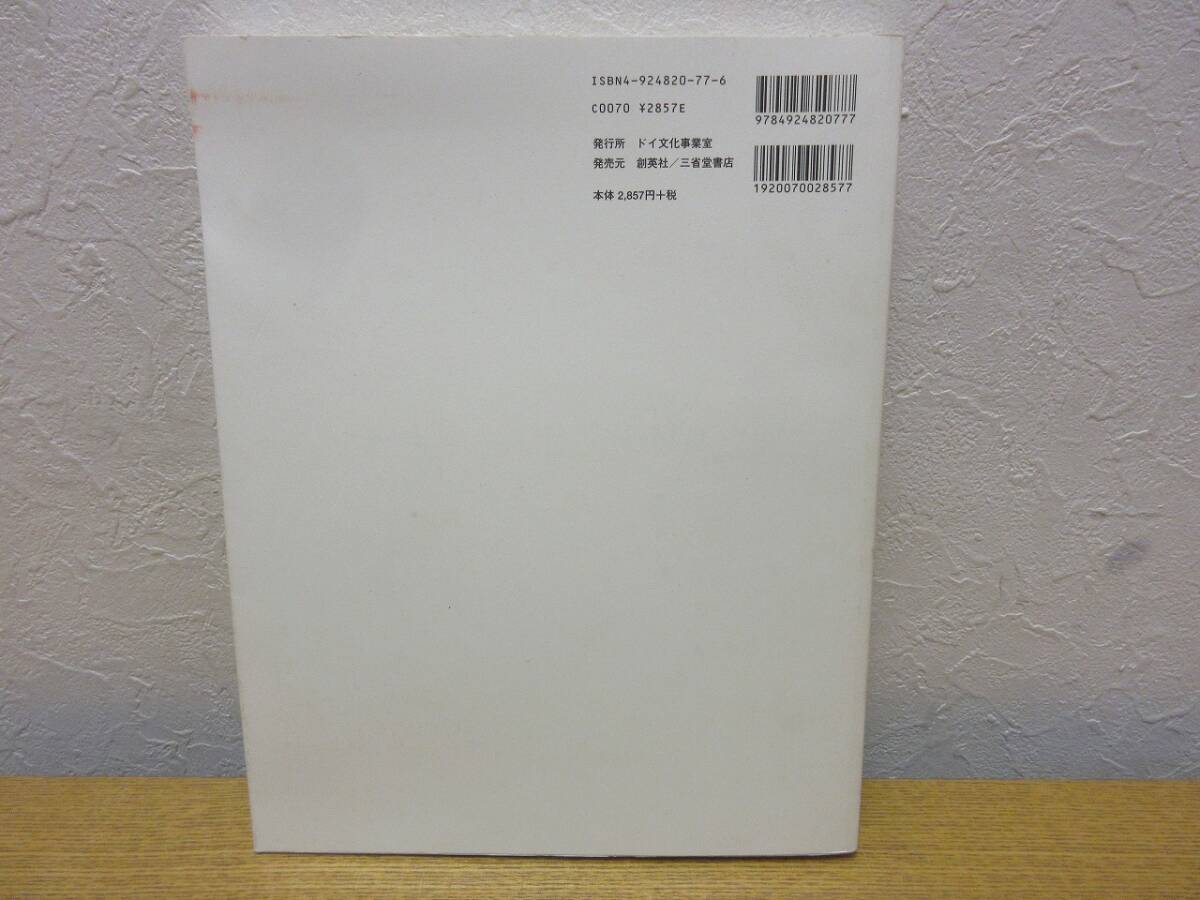 ISBN4-924820-77-6
C0070 ¥2857E
9784924820777
発行所 ドイ文化事業室
発売元 創英社/三省堂書店
1920070028577
本体 2,857円+税